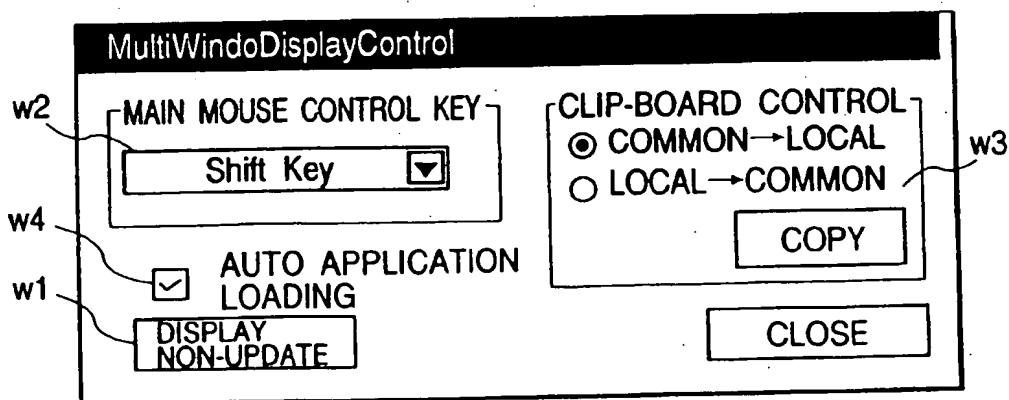 MultiWindoDisplayControl
w2
MAIN MOUSE CONTROL KEY
Shift Key
CLIP-BOARD CONTROL
COMMON→LOCAL
LOCAL→COMMON
w3
COPY
w4
AUTO APPLICATION
LOADING
w1
DISPLAY
NON-UPDATE
CLOSE